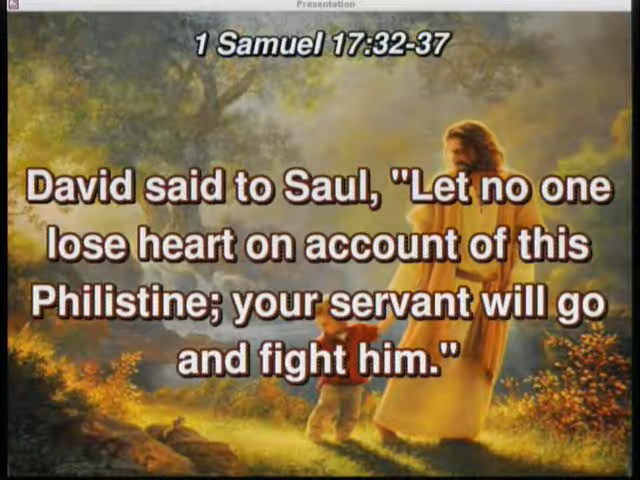 Presentation
1 Samuel 17:32-37
David said to Saul, "Let no one
lose heart on account of this
Philistine; your servant will go
and fight him."